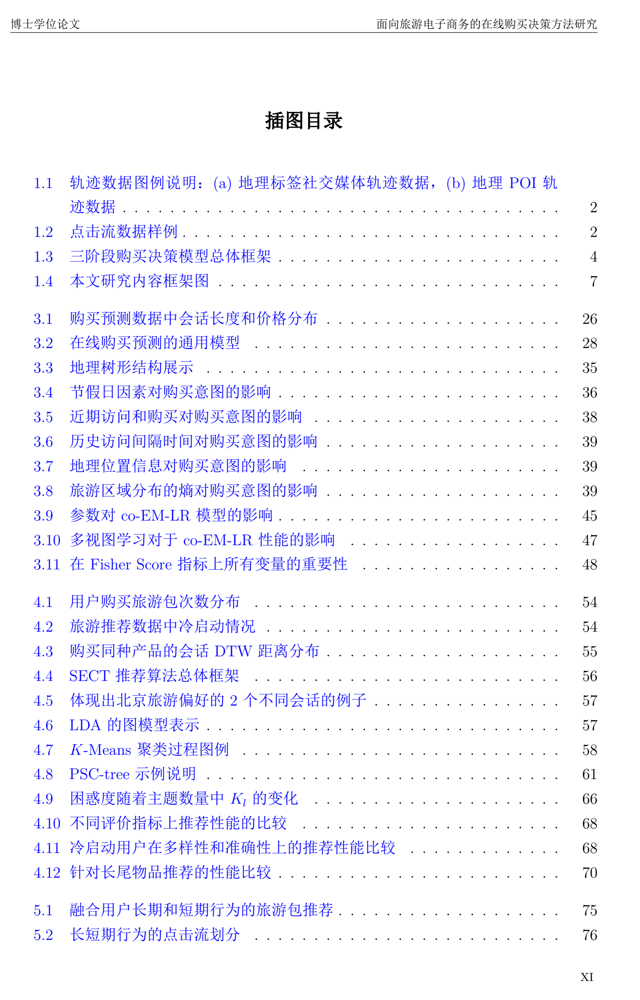 博士学位论文 面向旅游电子商务的在线购买决策方法研究
插图目录
1.1 轨迹数据图例说明：(a) 地理标签社交媒体轨迹数据，(b) 地理 POI 轨
迹数据 . . . . . . . . . . . . . . . . . . . . . . . . . . . . . . . . . . . . . 2
1.2 点击流数据样例 . . . . . . . . . . . . . . . . . . . . . . . . . . . . . . . . 2
1.3 三阶段购买决策模型总体框架 . . . . . . . . . . . . . . . . . . . . . . . . 4
1.4 本文研究内容框架图 . . . . . . . . . . . . . . . . . . . . . . . . . . . . . 7
3.1 购买预测数据中会话长度和价格分布 . . . . . . . . . . . . . . . . . . . . 26
3.2 在线购买预测的通用模型 . . . . . . . . . . . . . . . . . . . . . . . . . . 28
3.3 地理树形结构展示 . . . . . . . . . . . . . . . . . . . . . . . . . . . . . . 35
3.4 节假日因素对购买意图的影响 . . . . . . . . . . . . . . . . . . . . . . . . 36
3.5 近期访问和购买对购买意图的影响 . . . . . . . . . . . . . . . . . . . . . 38
3.6 历史访问间隔时间对购买意图的影响 . . . . . . . . . . . . . . . . . . . . 39
3.7 地理位置信息对购买意图的影响 . . . . . . . . . . . . . . . . . . . . . . 39
3.8 旅游区域分布的熵对购买意图的影响 . . . . . . . . . . . . . . . . . . . . 39
3.9 参数对 co-EM-LR 模型的影响 . . . . . . . . . . . . . . . . . . . . . . . . 45
3.10 多视图学习对于 co-EM-LR 性能的影响 . . . . . . . . . . . . . . . . . . 47
3.11 在 Fisher Score 指标上所有变量的重要性 . . . . . . . . . . . . . . . . . 48
4.1 用户购买旅游包次数分布 . . . . . . . . . . . . . . . . . . . . . . . . . . 54
4.2 旅游推荐数据中冷启动情况 . . . . . . . . . . . . . . . . . . . . . . . . . 54
4.3 购买同种产品的会话 DTW 距离分布 . . . . . . . . . . . . . . . . . . . . 55
4.4 SECT 推荐算法总体框架 . . . . . . . . . . . . . . . . . . . . . . . . . . 56
4.5 体现出北京旅游偏好的 2 个不同会话的例子 . . . . . . . . . . . . . . . . 57
4.6 LDA 的图模型表示 . . . . . . . . . . . . . . . . . . . . . . . . . . . . . . 57
4.7 K-Means 聚类过程图例 . . . . . . . . . . . . . . . . . . . . . . . . . . . 58
4.8 PSC-tree 示例说明 . . . . . . . . . . . . . . . . . . . . . . . . . . . . . . 61
4.9 困惑度随着主题数量中 K_l 的变化 . . . . . . . . . . . . . . . . . . . . . 66
4.10 不同评价指标上推荐性能的比较 . . . . . . . . . . . . . . . . . . . . . . 68
4.11 冷启动用户在多样性和准确性上的推荐性能比较 . . . . . . . . . . . . . 68
4.12 针对长尾物品推荐的性能比较 . . . . . . . . . . . . . . . . . . . . . . . . 70
5.1 融合用户长期和短期行为的旅游包推荐 . . . . . . . . . . . . . . . . . . . 75
5.2 长短期行为的点击流划分 . . . . . . . . . . . . . . . . . . . . . . . . . . 76
XI